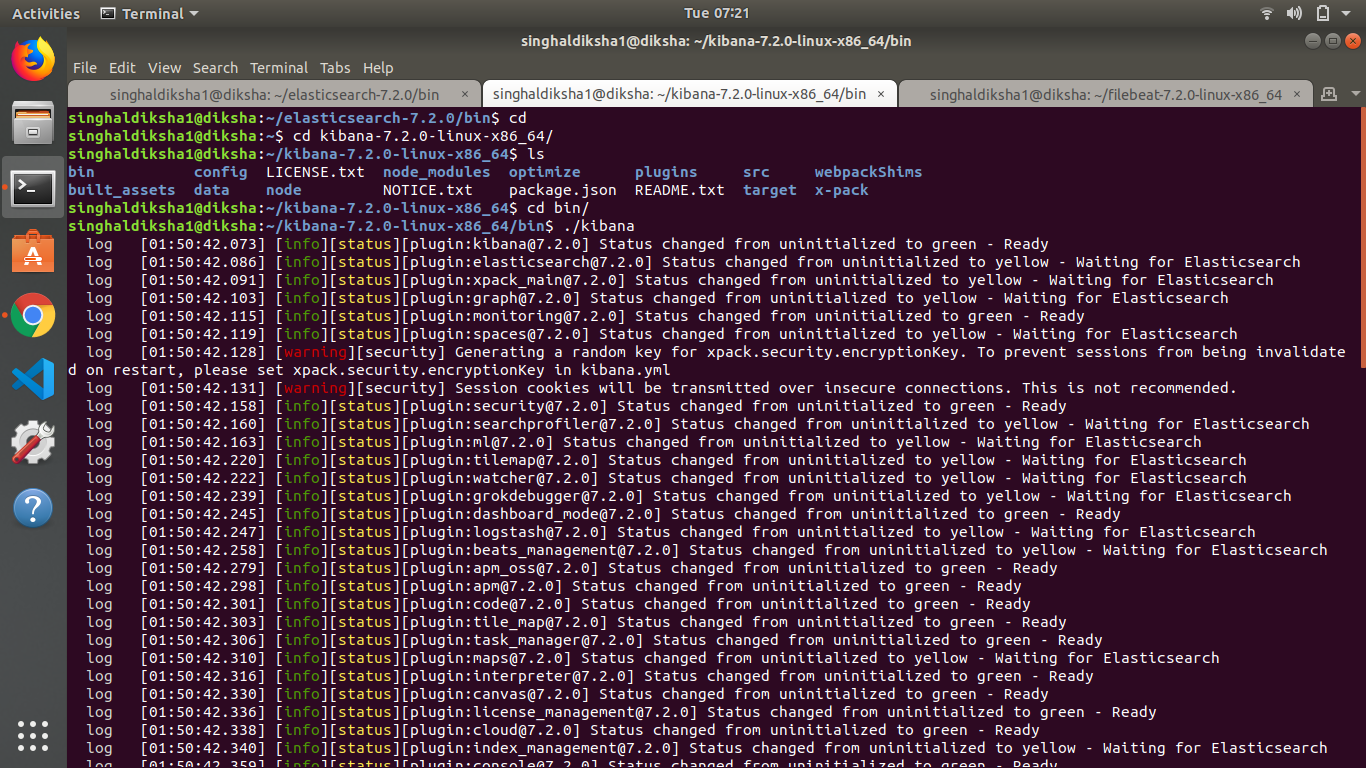 Activities Terminal Tue 07:21
singhaldiksha1@diksha: ~/kibana-7.2.0-linux-x86_64/bin
File Edit View Search Terminal Tabs Help
singhaldiksha1@diksha: ~/elasticsearch-7.2.0/bin × singhaldiksha1@diksha: ~/kibana-7.2.0-linux-x86_64/bin × singhaldiksha1@diksha: ~/filebeat-7.2.0-linux-x86_64 ×
singhaldiksha1@diksha:~/elasticsearch-7.2.0/bin$ cd
singhaldiksha1@diksha:~$ cd kibana-7.2.0-linux-x86_64/
singhaldiksha1@diksha:~/kibana-7.2.0-linux-x86_64$ ls
bin config LICENSE.txt node_modules optimize plugins src webpackShims
built_assets data node NOTICE.txt package.json README.txt target x-pack
singhaldiksha1@diksha:~/kibana-7.2.0-linux-x86_64$ cd bin/
singhaldiksha1@diksha:~/kibana-7.2.0-linux-x86_64/bin$ ./kibana
log [01:50:42.073] [info][status][plugin:kibana@7.2.0] Status changed from uninitialized to green - Ready
log [01:50:42.086] [info][status][plugin:elasticsearch@7.2.0] Status changed from uninitialized to yellow - Waiting for Elasticsearch
log [01:50:42.091] [info][status][plugin:xpack_main@7.2.0] Status changed from uninitialized to yellow - Waiting for Elasticsearch
log [01:50:42.103] [info][status][plugin:graph@7.2.0] Status changed from uninitialized to yellow - Waiting for Elasticsearch
log [01:50:42.115] [info][status][plugin:monitoring@7.2.0] Status changed from uninitialized to green - Ready
log [01:50:42.119] [info][status][plugin:spaces@7.2.0] Status changed from uninitialized to yellow - Waiting for Elasticsearch
log [01:50:42.128] [warning][security] Generating a random key for xpack.security.encryptionKey. To prevent sessions from being invalidate
d on restart, please set xpack.security.encryptionKey in kibana.yml
log [01:50:42.131] [warning][security] Session cookies will be transmitted over insecure connections. This is not recommended.
log [01:50:42.158] [info][status][plugin:security@7.2.0] Status changed from uninitialized to green - Ready
log [01:50:42.160] [info][status][plugin:searchprofiler@7.2.0] Status changed from uninitialized to yellow - Waiting for Elasticsearch
log [01:50:42.163] [info][status][plugin:ml@7.2.0] Status changed from uninitialized to yellow - Waiting for Elasticsearch
log [01:50:42.220] [info][status][plugin:tilemap@7.2.0] Status changed from uninitialized to yellow - Waiting for Elasticsearch
log [01:50:42.222] [info][status][plugin:watcher@7.2.0] Status changed from uninitialized to yellow - Waiting for Elasticsearch
log [01:50:42.239] [info][status][plugin:grokdebugger@7.2.0] Status changed from uninitialized to yellow - Waiting for Elasticsearch
log [01:50:42.245] [info][status][plugin:dashboard_mode@7.2.0] Status changed from uninitialized to green - Ready
log [01:50:42.247] [info][status][plugin:logstash@7.2.0] Status changed from uninitialized to yellow - Waiting for Elasticsearch
log [01:50:42.258] [info][status][plugin:beats_management@7.2.0] Status changed from uninitialized to yellow - Waiting for Elasticsearch
log [01:50:42.279] [info][status][plugin:apm_oss@7.2.0] Status changed from uninitialized to green - Ready
log [01:50:42.298] [info][status][plugin:apm@7.2.0] Status changed from uninitialized to green - Ready
log [01:50:42.301] [info][status][plugin:code@7.2.0] Status changed from uninitialized to green - Ready
log [01:50:42.303] [info][status][plugin:tile_map@7.2.0] Status changed from uninitialized to green - Ready
log [01:50:42.306] [info][status][plugin:task_manager@7.2.0] Status changed from uninitialized to green - Ready
log [01:50:42.310] [info][status][plugin:maps@7.2.0] Status changed from uninitialized to yellow - Waiting for Elasticsearch
log [01:50:42.316] [info][status][plugin:interpreter@7.2.0] Status changed from uninitialized to green - Ready
log [01:50:42.330] [info][status][plugin:canvas@7.2.0] Status changed from uninitialized to green - Ready
log [01:50:42.336] [info][status][plugin:license_management@7.2.0] Status changed from uninitialized to green - Ready
log [01:50:42.338] [info][status][plugin:cloud@7.2.0] Status changed from uninitialized to green - Ready
log [01:50:42.340] [info][status][plugin:index_management@7.2.0] Status changed from uninitialized to yellow - Waiting for Elasticsearch
log [01:50:42.359] [info][status][plugin:console@7.2.0] Status changed from uninitialized to green - Ready